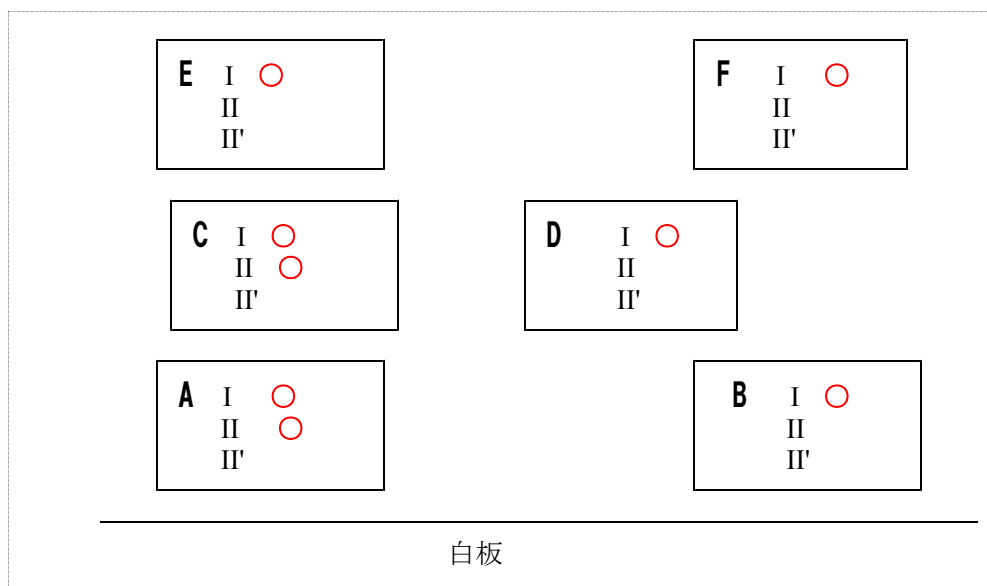 E I ○
II
II'
F I ○
II
II'
C I ○
II ○
II'
D I ○
II
II'
A I ○
II ○
II'
B I ○
II
II'
白板